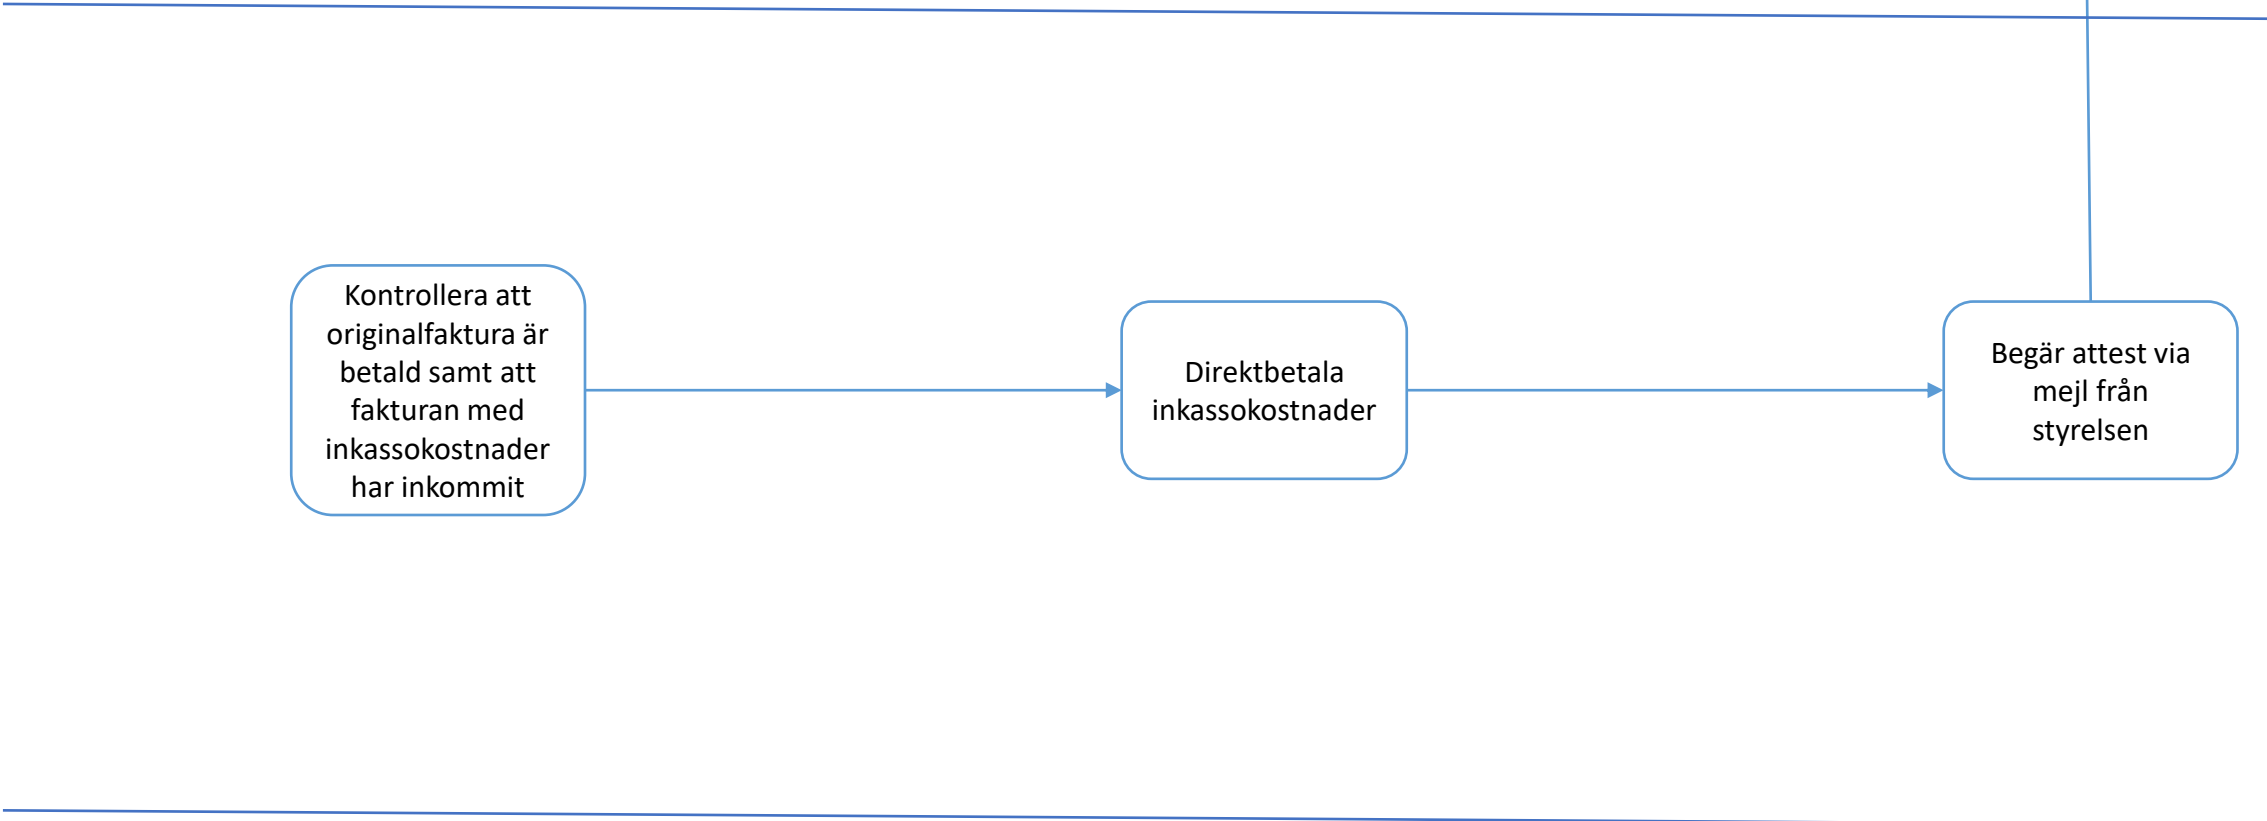 Kontrollera att
originalfaktura är
betald samt att
fakturan med
inkassokostnader
har inkommit
Direktbetala
inkassokostnader
Begär attest via
mejl från
styrelsen